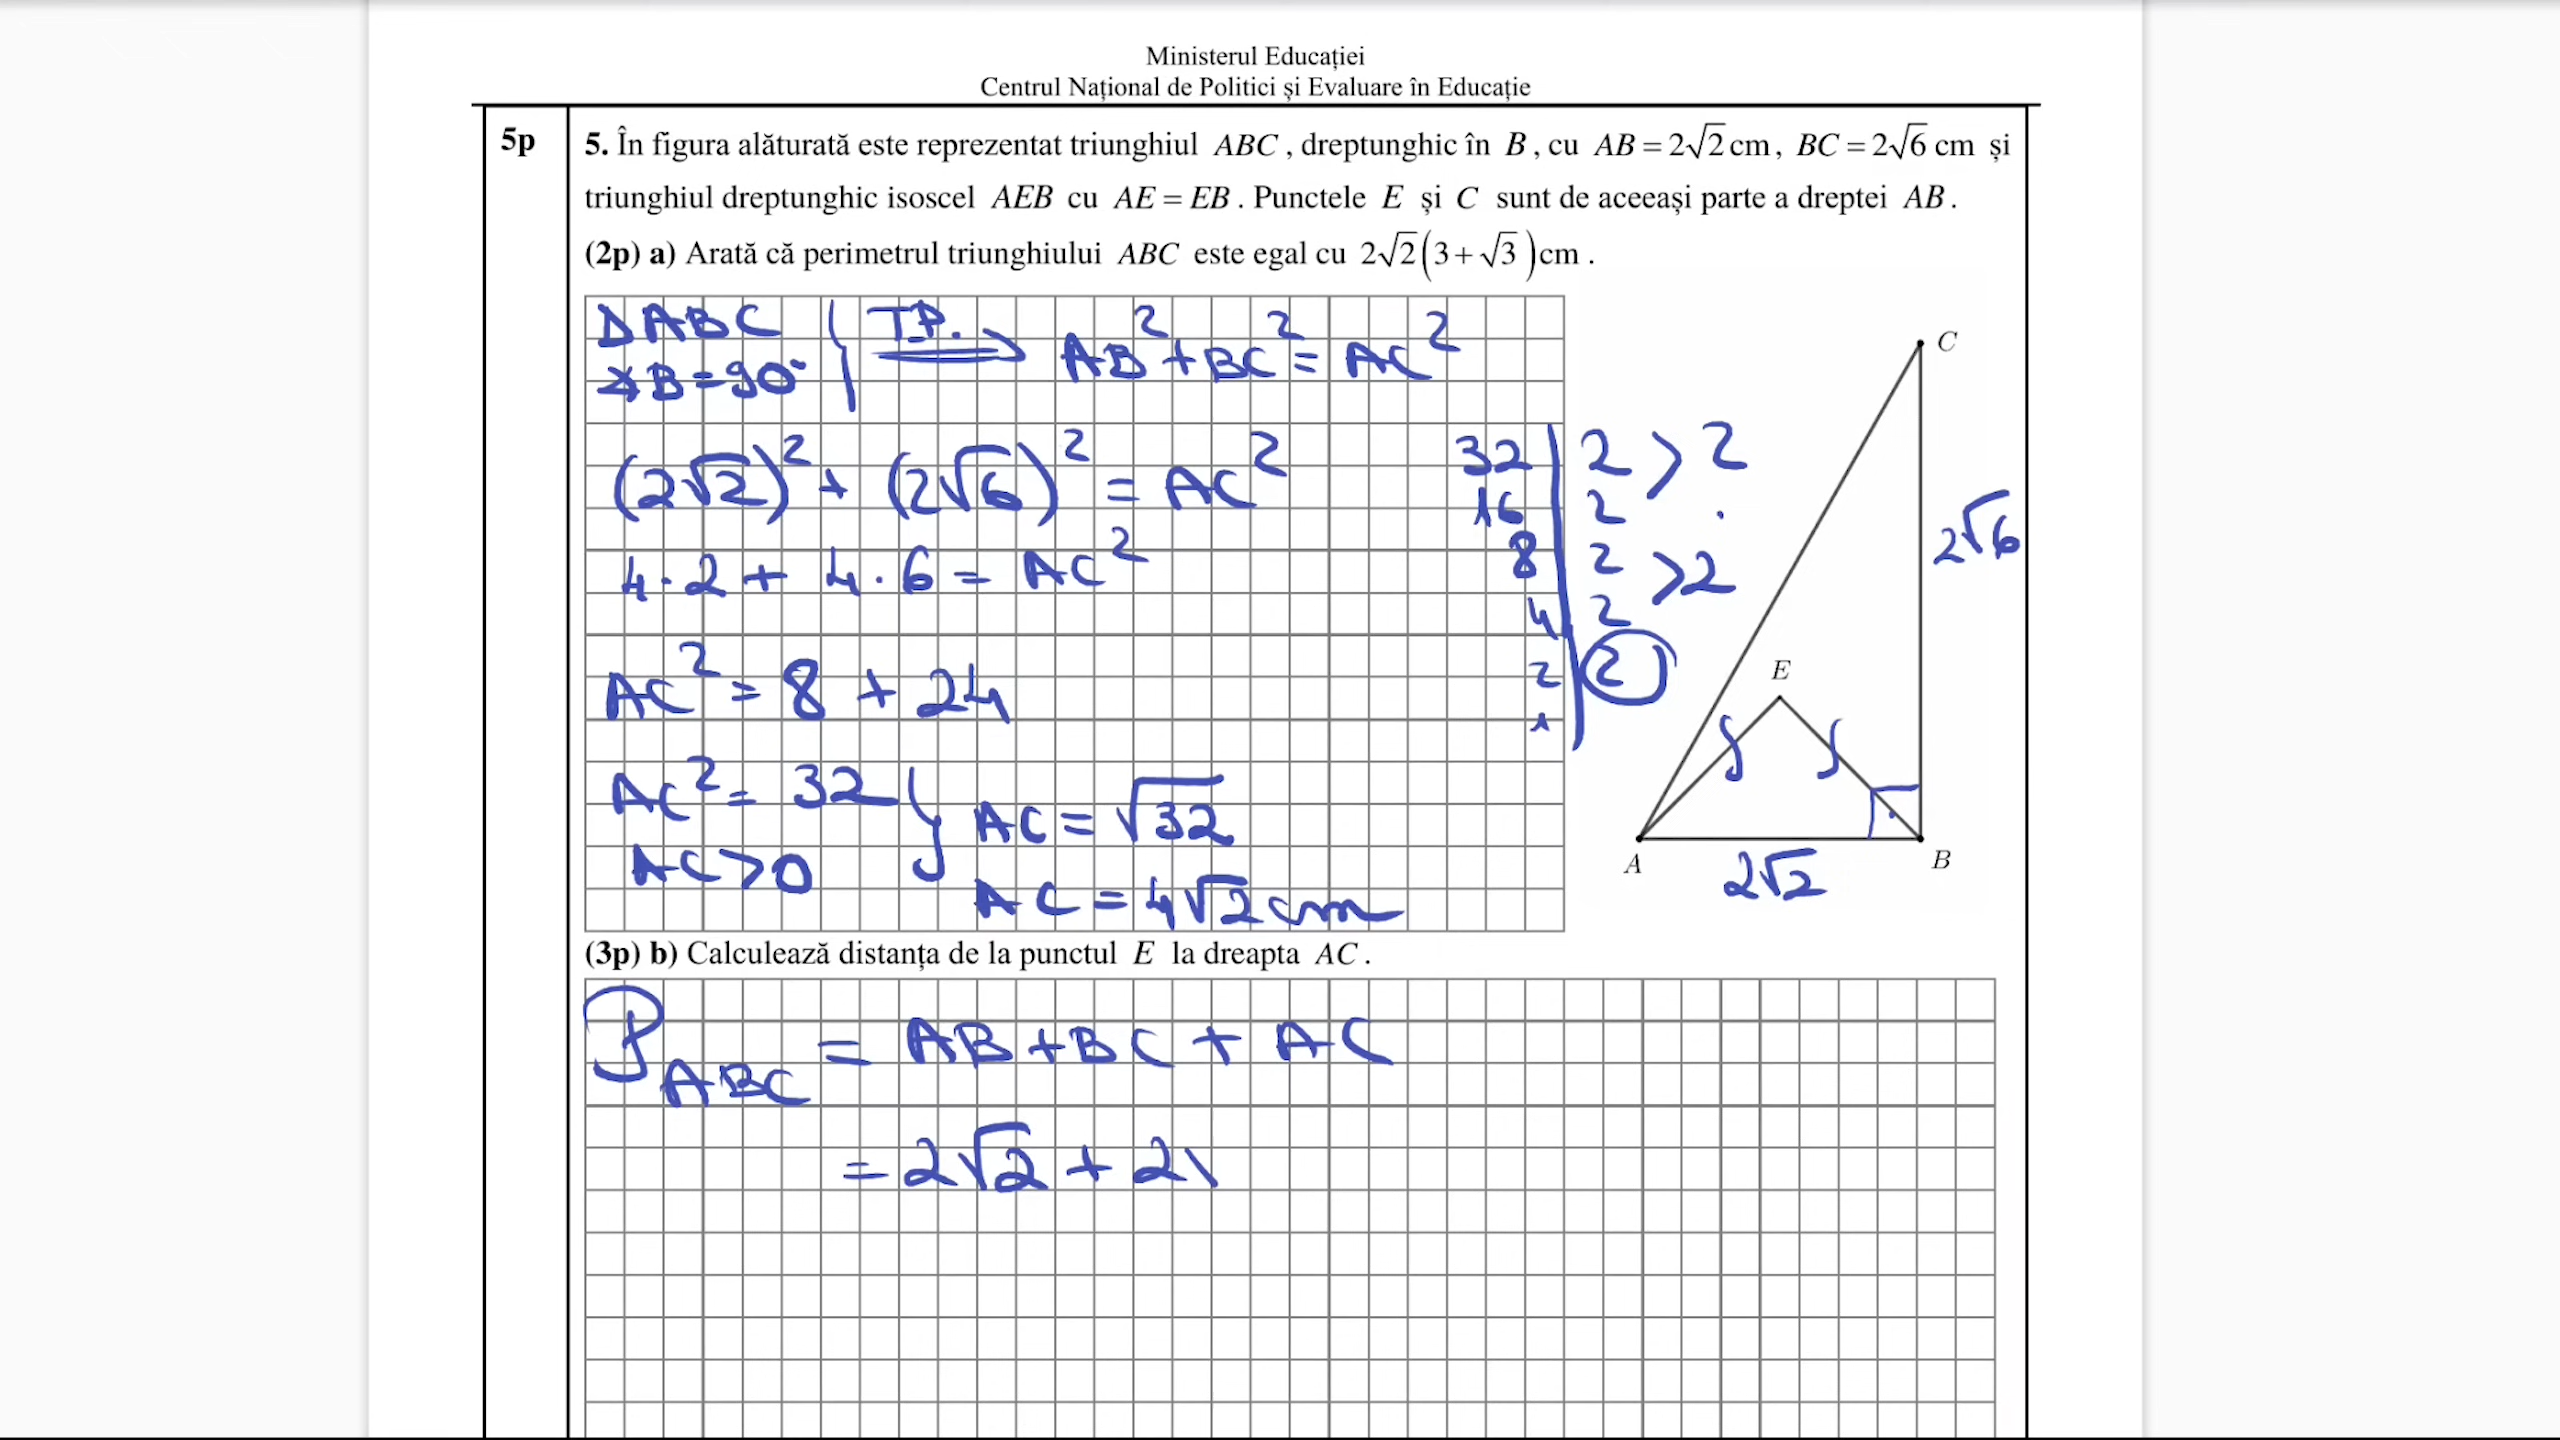 Ministerul Educației
Centrul Național de Politici și Evaluare în Educație
5p
5. În figura alăturată este reprezentat triunghiul ABC, dreptunghic în B, cu AB = 2√2 cm, BC = 2√6 cm și
triunghiul dreptunghic isoscel AEB cu AE = EB. Punctele E și C sunt de aceeași parte a dreptei AB.
(2p) a) Arată că perimetrul triunghiului ABC este egal cu 2√2(3+√3)cm.
ΔABC
∢B=90° } T.P. ⟹ AB²+BC²=AC²
(2√2)² + (2√6)² = AC²
4·2 + 4·6 = AC²
AC² = 8 + 24
AC² = 32
AC>0 } AC = √32
AC = 4√2 cm
32 | 2 > 2
16 | 2 ·
8 | 2 > 2
4 | 2
2 | 2
1
C
2√6
E
A
B
2√2
(3p) b) Calculează distanța de la punctul E la dreapta AC.
P ABC = AB + BC + AC
= 2√2 + 2